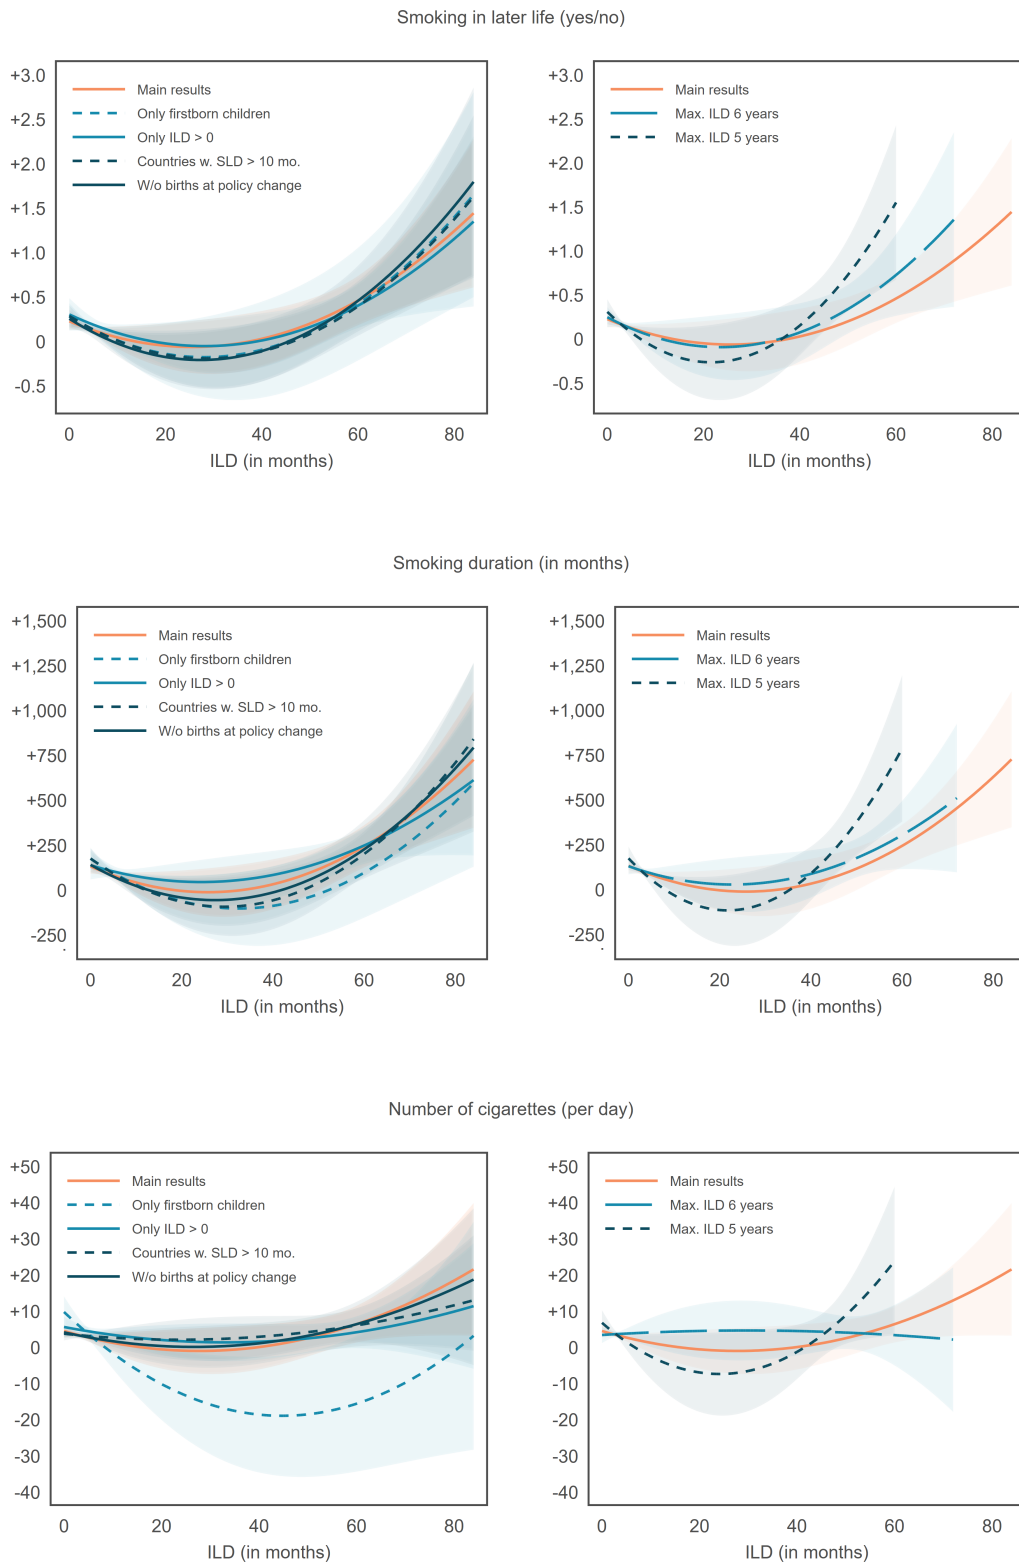 Smoking in later life (yes/no)
+3.0
+2.5
+2.0
+1.5
+1.0
+0.5
0
-0.5
Main results
Only firstborn children
Only ILD > 0
Countries w. SLD > 10 mo.
W/o births at policy change
0 20 40 60 80
ILD (in months)
+3.0
+2.5
+2.0
+1.5
+1.0
+0.5
0
-0.5
Main results
Max. ILD 6 years
Max. ILD 5 years
0 20 40 60 80
ILD (in months)
Smoking duration (in months)
+1,500
+1,250
+1,000
+750
+500
+250
0
-250
Main results
Only firstborn children
Only ILD > 0
Countries w. SLD > 10 mo.
W/o births at policy change
0 20 40 60 80
ILD (in months)
+1,500
+1,250
+1,000
+750
+500
+250
0
-250
Main results
Max. ILD 6 years
Max. ILD 5 years
0 20 40 60 80
ILD (in months)
Number of cigarettes (per day)
+50
+40
+30
+20
+10
0
-10
-20
-30
-40
Main results
Only firstborn children
Only ILD > 0
Countries w. SLD > 10 mo.
W/o births at policy change
0 20 40 60 80
ILD (in months)
+50
+40
+30
+20
+10
0
-10
-20
-30
-40
Main results
Max. ILD 6 years
Max. ILD 5 years
0 20 40 60 80
ILD (in months)